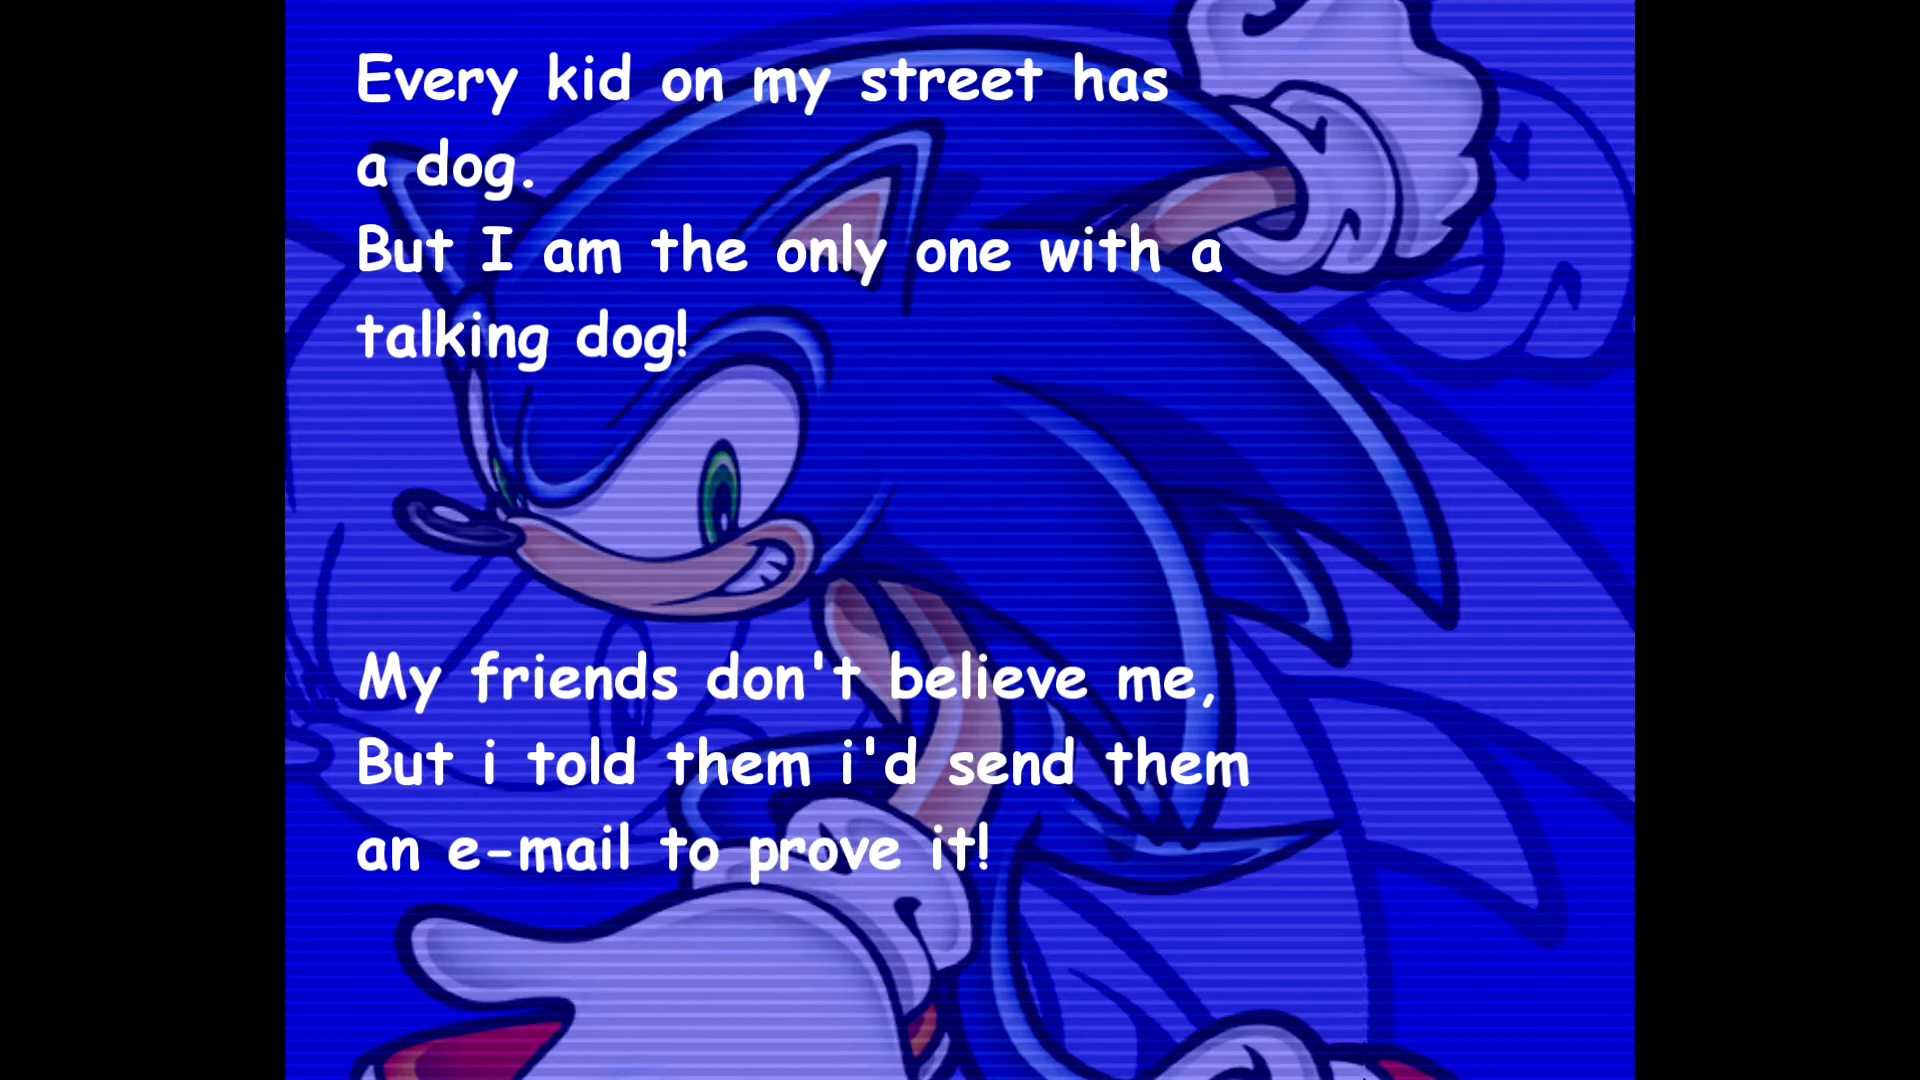 Every kid on my street has
a dog.
But I am the only one with a
talking dog!
My friends don't believe me,
But i told them i'd send them
an e-mail to prove it!